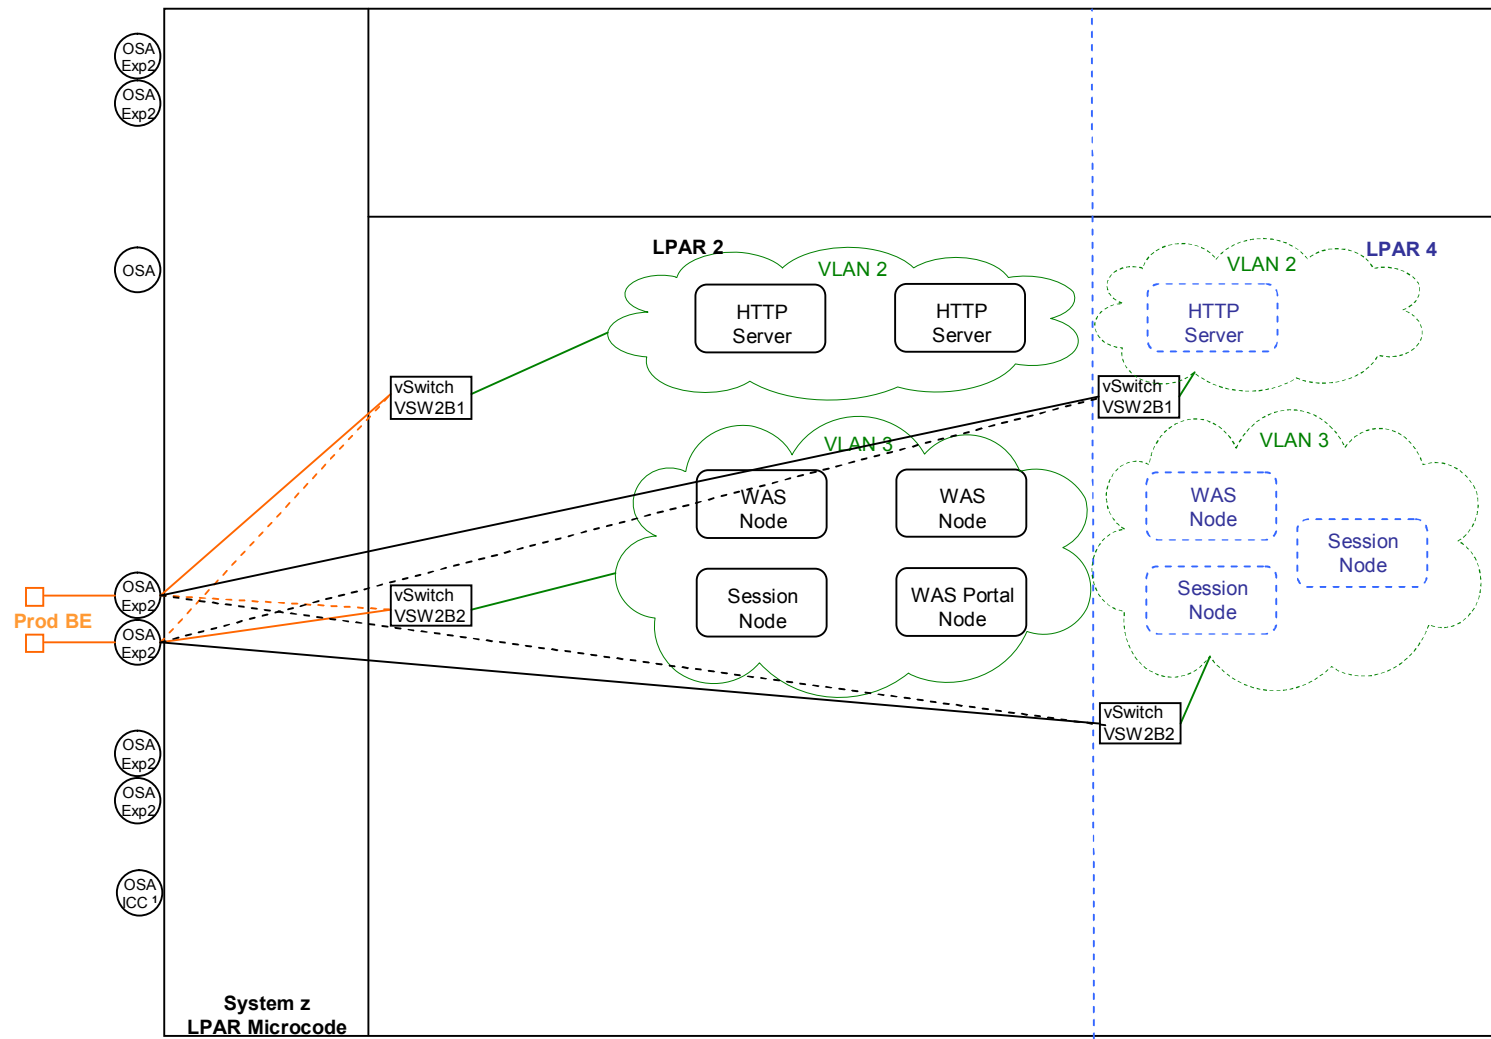 OSA
Exp2
OSA
Exp2
OSA
LPAR 2
VLAN 2
HTTP
Server
HTTP
Server
LPAR 4
VLAN 2
HTTP
Server
vSwitch
VSW2B1
vSwitch
VSW2B1
VLAN 3
WAS
Node
WAS
Node
Session
Node
WAS Portal
Node
VLAN 3
WAS
Node
Session
Node
Session
Node
OSA
Exp2
Prod BE
OSA
Exp2
vSwitch
VSW2B2
vSwitch
VSW2B2
OSA
Exp2
OSA
Exp2
OSA
ICC 1
System z
LPAR Microcode